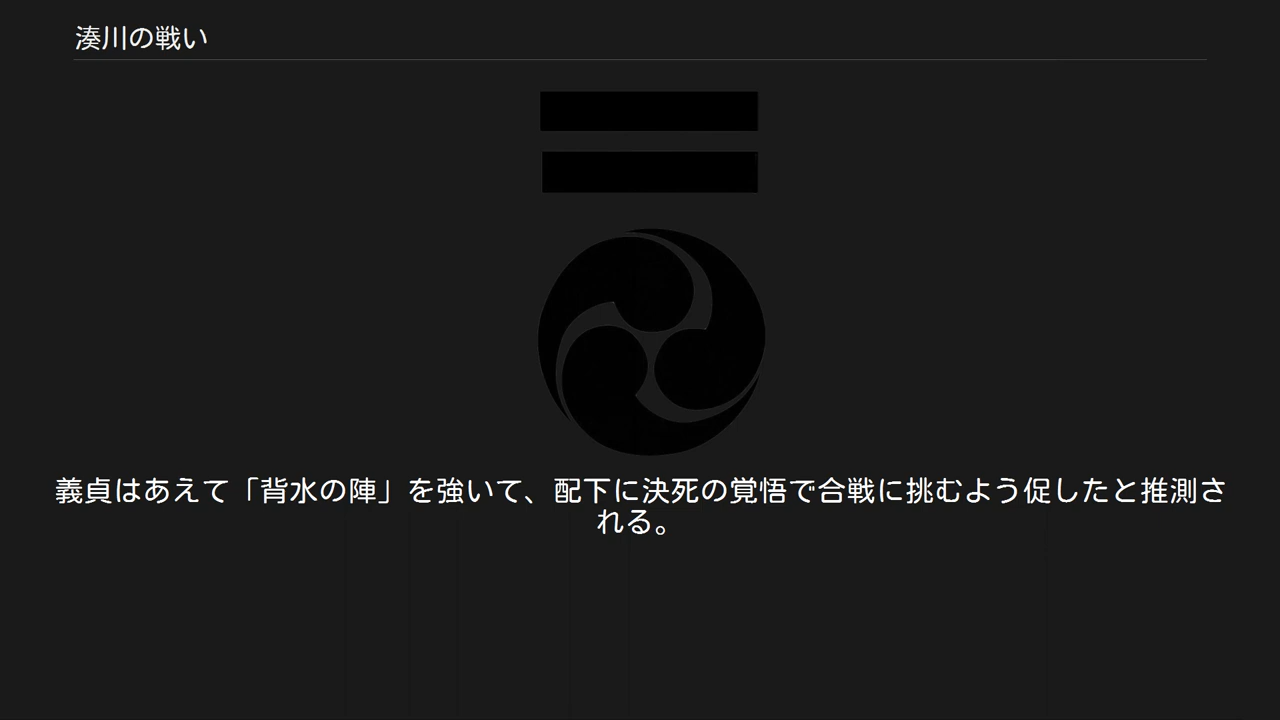 湊川の戦い
義貞はあえて「背水の陣」を強いて、配下に決死の覚悟で合戦に挑むよう促したと推測さ
れる。